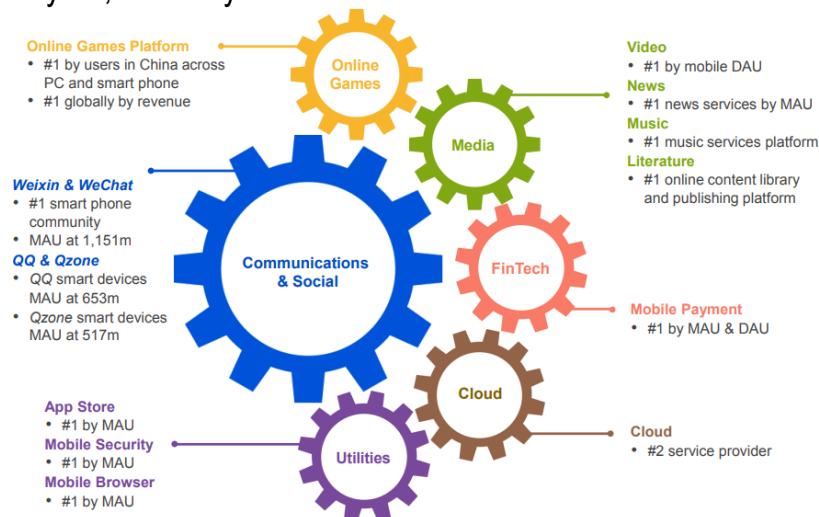 Online Games Platform
• #1 by users in China across
PC and smart phone
• #1 globally by revenue
Online
Games
Video
• #1 by mobile DAU
News
• #1 news services by MAU
Music
• #1 music services platform
Literature
• #1 online content library
and publishing platform
Media
Weixin & WeChat
• #1 smart phone
community
• MAU at 1,151m
QQ & Qzone
• QQ smart devices
MAU at 653m
• Qzone smart devices
MAU at 517m
Communications
& Social
FinTech
Mobile Payment
• #1 by MAU & DAU
Cloud
Cloud
• #2 service provider
App Store
• #1 by MAU
Mobile Security
• #1 by MAU
Mobile Browser
• #1 by MAU
Utilities